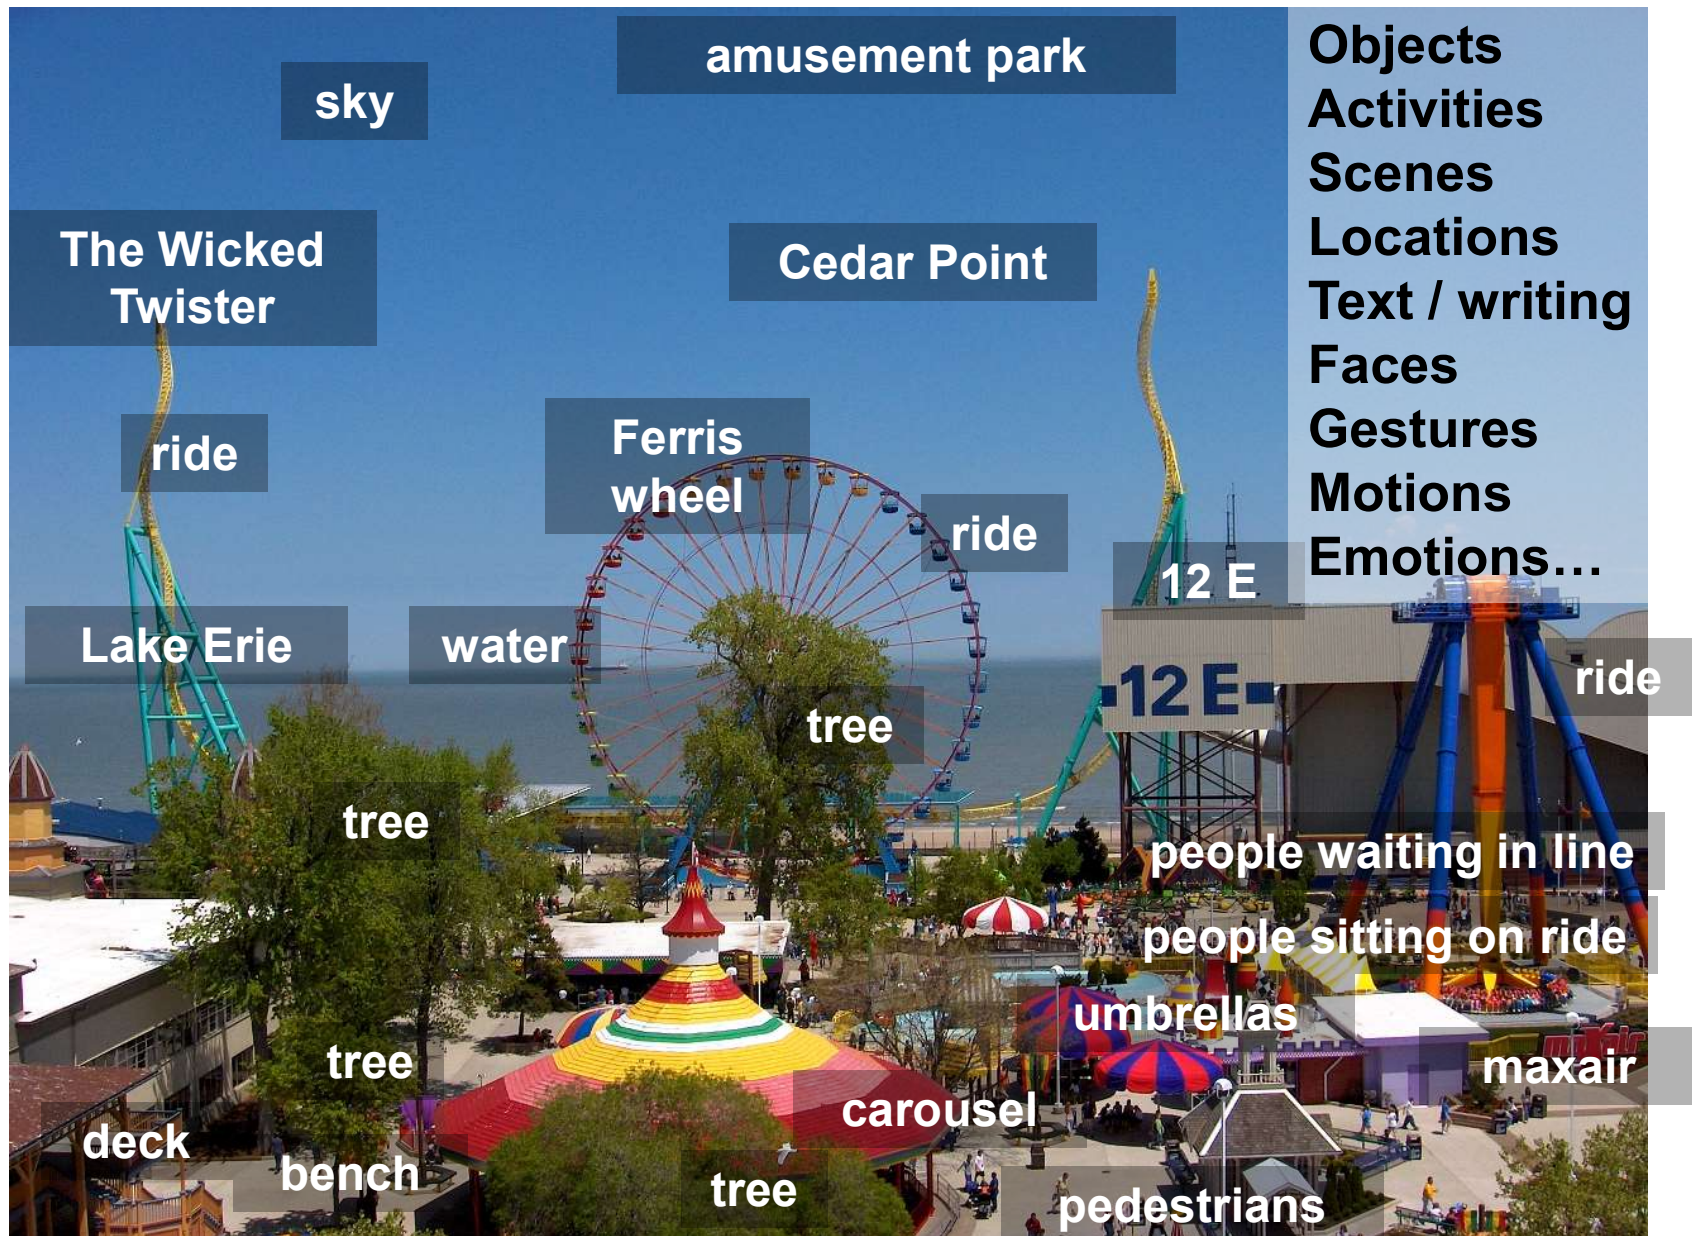 amusement park
sky
Objects
Activities
Scenes
Locations
Text / writing
Faces
Gestures
Motions
Emotions…
The Wicked
Twister
Cedar Point
ride
Ferris
wheel
ride
12 E
Lake Erie
water
ride
12 E
tree
tree
people waiting in line
people sitting on ride
umbrellas
maxair
maxair
tree
carousel
deck
bench
tree
pedestrians